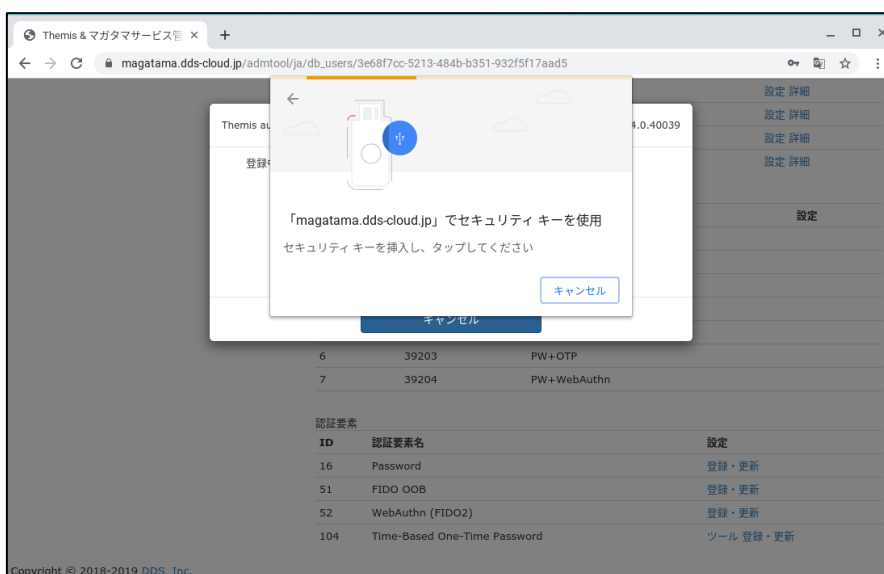 Themis & マガタマサービス管
magatama.dds-cloud.jp/admtool/ja/db_users/3e68f7cc-5213-484b-b351-932f5f17aad5
設定 詳細
設定 詳細
Themis au
4.0.40039
設定 詳細
登録
設定 詳細
「magatama.dds-cloud.jp」でセキュリティ キーを使用
設定
セキュリティ キーを挿入し、タップしてください
キャンセル
キャンセル
6 39203 PW+OTP
7 39204 PW+WebAuthn
認証要素
ID 認証要素名 設定
16 Password 登録・更新
51 FIDO OOB 登録・更新
52 WebAuthn (FIDO2) 登録・更新
104 Time-Based One-Time Password ツール 登録・更新
Copyright © 2018-2019 DDS, Inc.